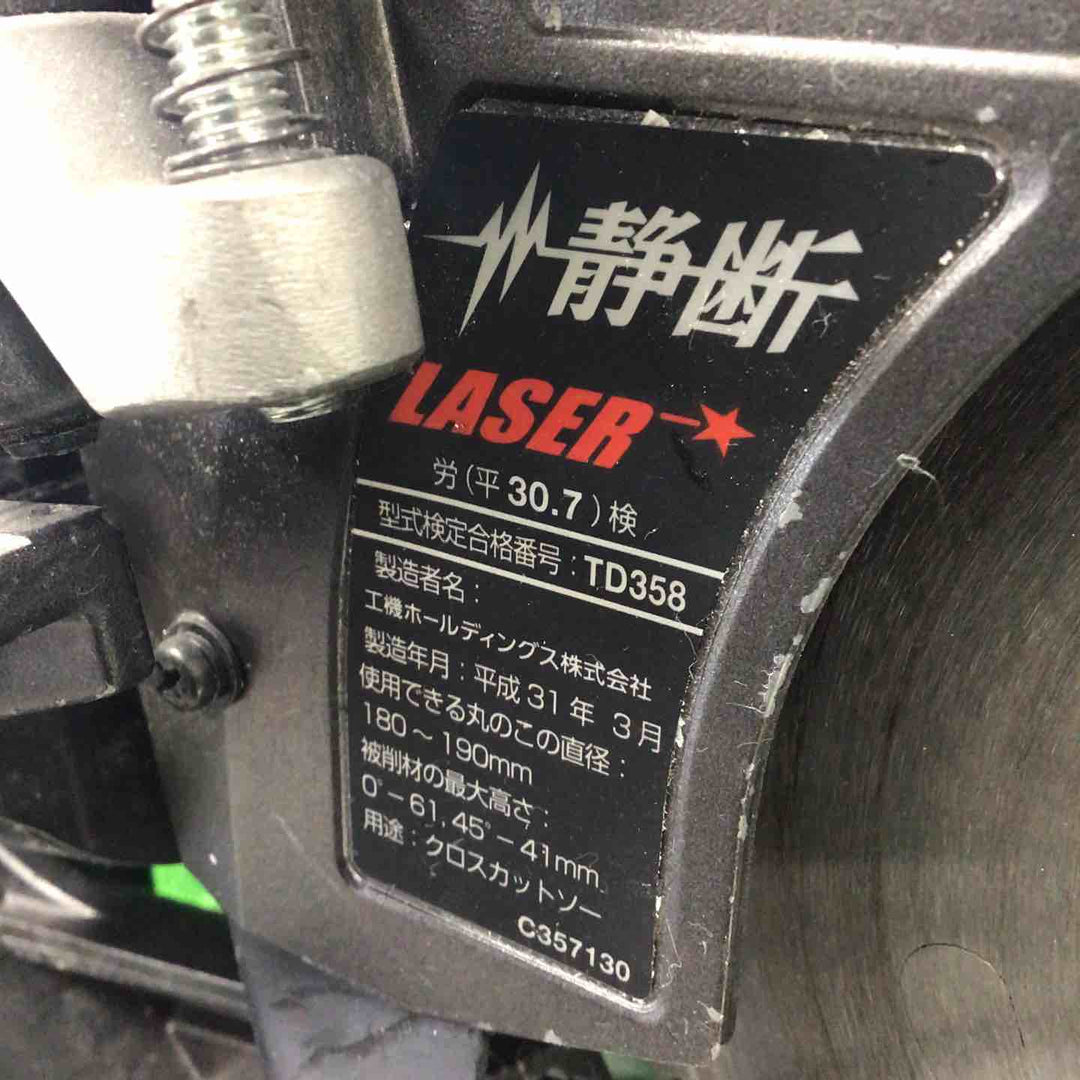 静断
LASER
労(平30.7)検
型式検定合格番号:TD358
製造者名:
工機ホールディングス株式会社
製造年月:平成31年 3月
使用できる丸のこの直径:
180～190mm
被削材の最大高さ:
0°－61,45°－41mm
用途:クロスカットソー
C357130